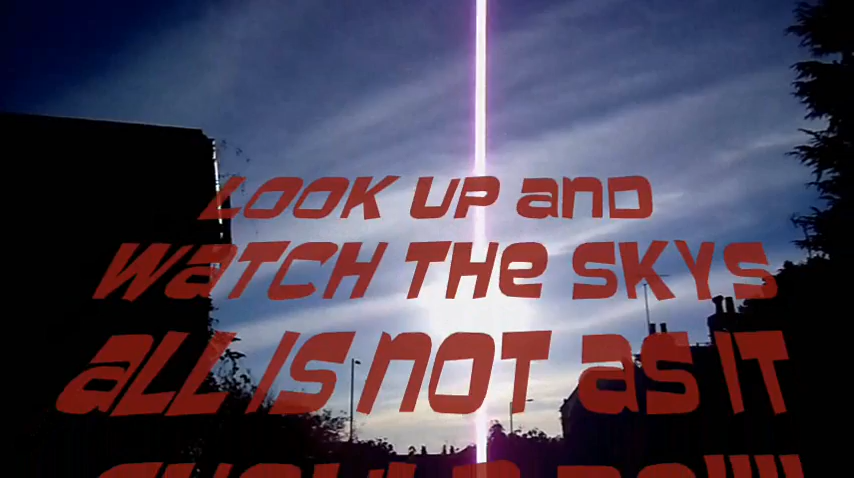 LOOK UP AND
WATCH THE SKYS
ALL IS NOT AS IT